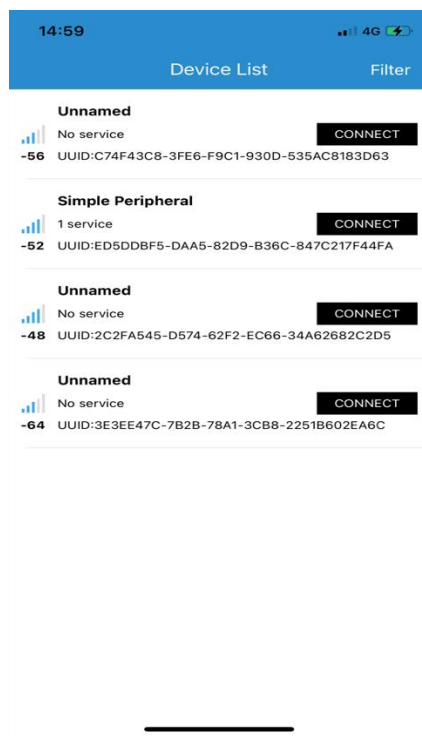 14:59
4G
Device List
Filter
Unnamed
No service
CONNECT
-56 UUID:C74F43C8-3FE6-F9C1-930D-535AC8183D63
Simple Peripheral
1 service
CONNECT
-52 UUID:ED5DDBF5-DAA5-82D9-B36C-847C217F44FA
Unnamed
No service
CONNECT
-48 UUID:2C2FA545-D574-62F2-EC66-34A62682C2D5
Unnamed
No service
CONNECT
-64 UUID:3E3EE47C-7B2B-78A1-3CB8-2251B602EA6C